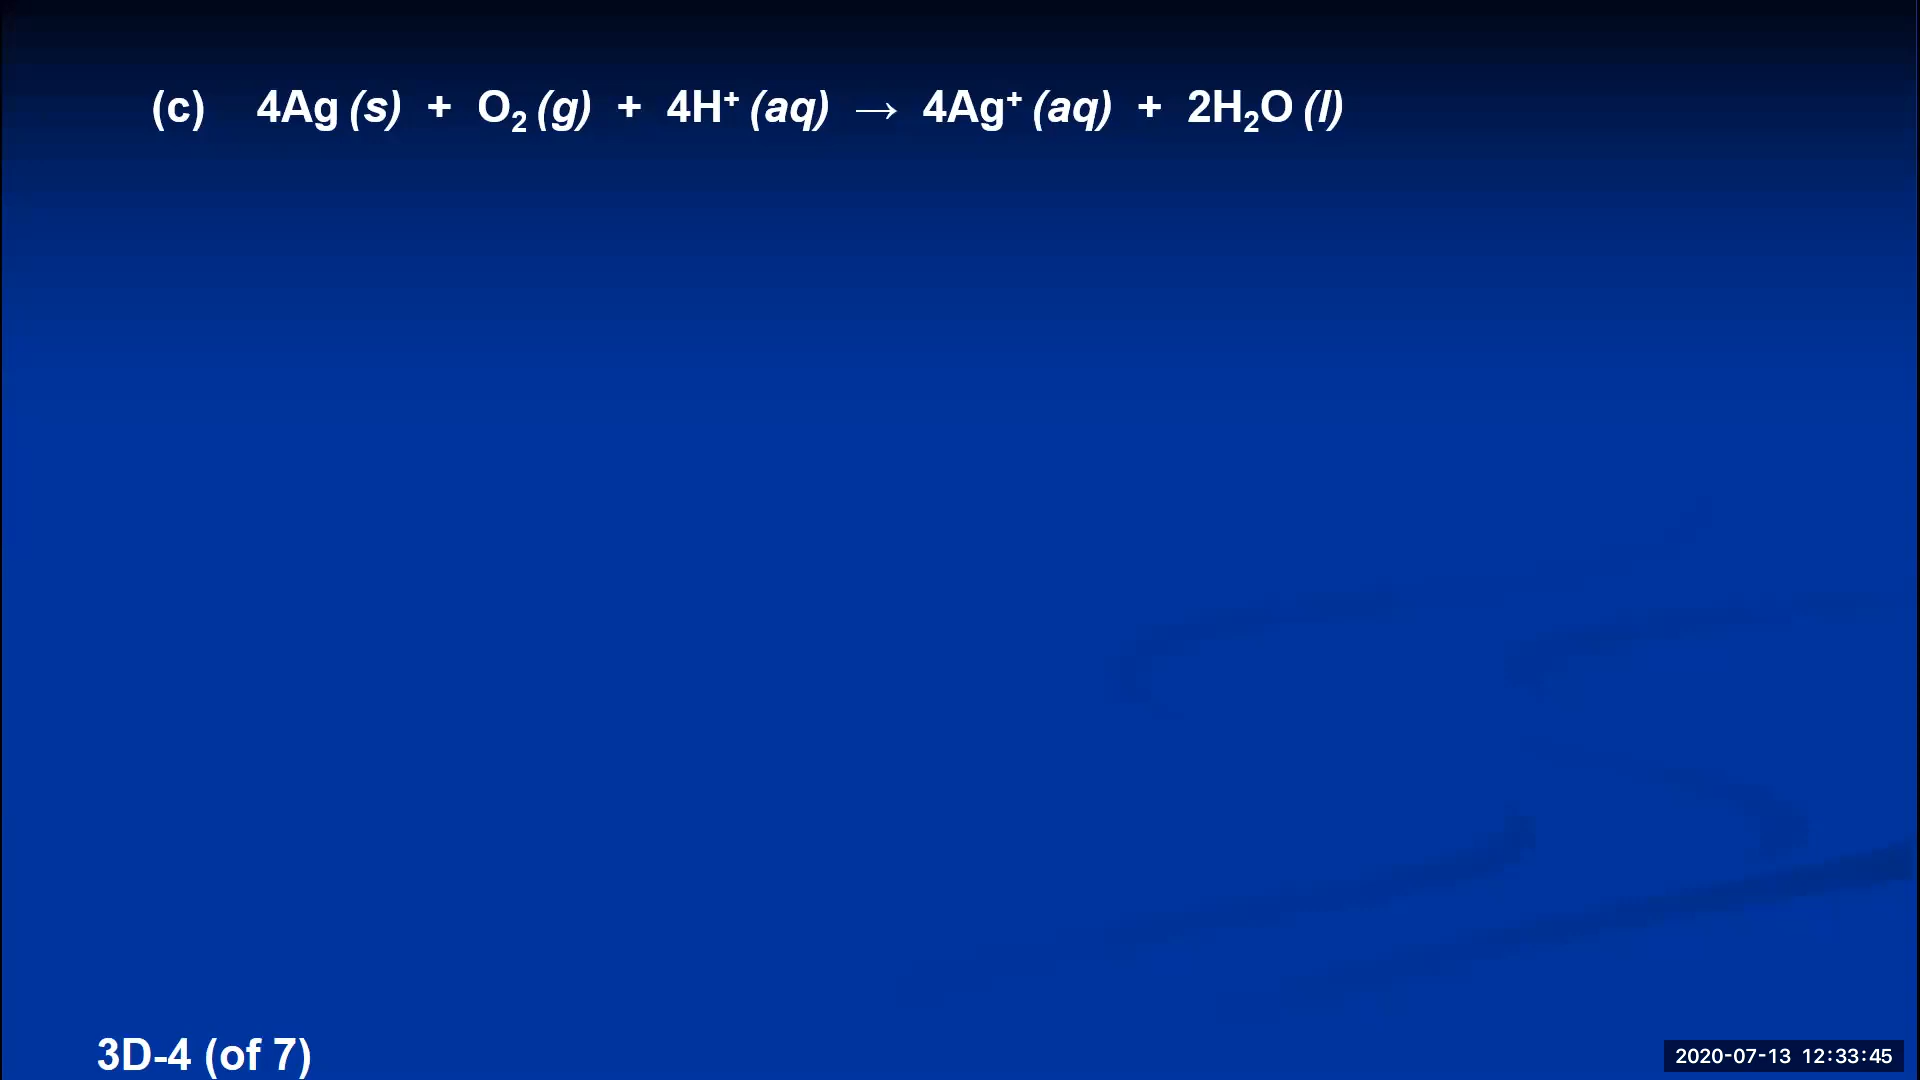 (c) 4Ag (s) + O₂ (g) + 4H⁺ (aq) → 4Ag⁺ (aq) + 2H₂O (l)
3D-4 (of 7)
2020-07-13 12:33:45